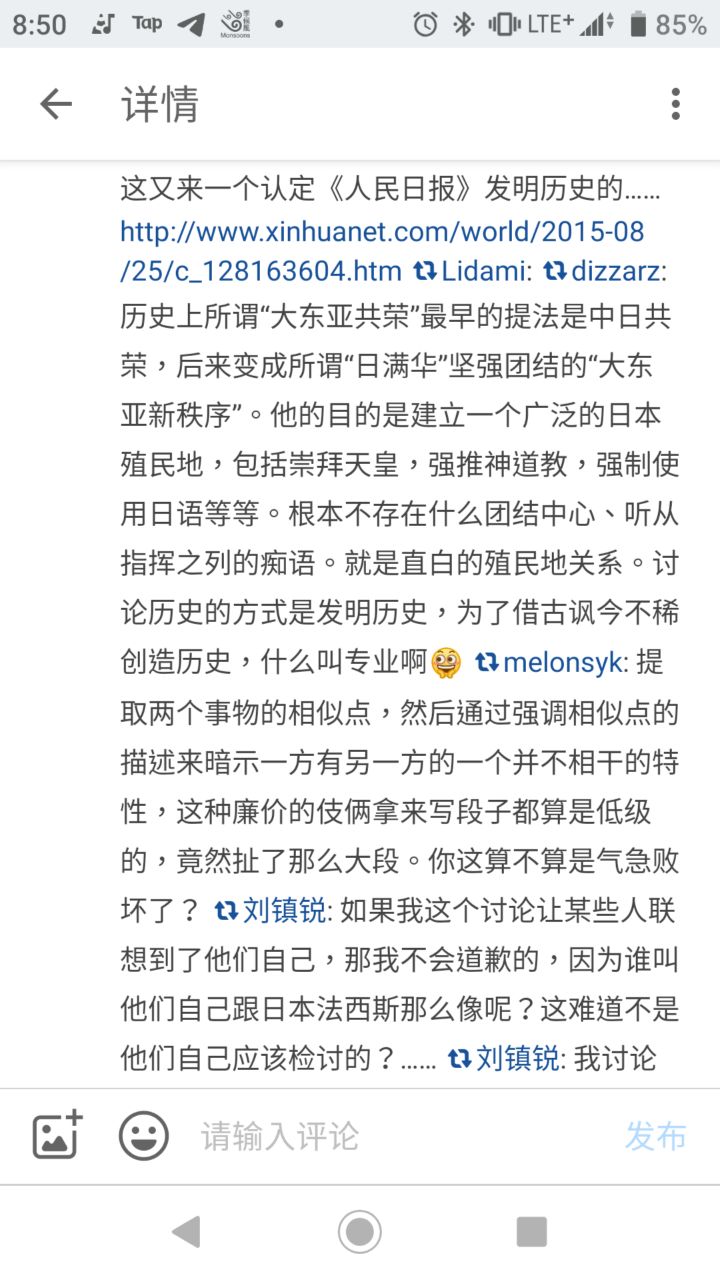 8:50 Tap Monsoons LTE+ 85%
详情
这又来一个认定《人民日报》发明历史的……
http://www.xinhuanet.com/world/2015-08
/25/c_128163604.htm Lidami: dizzarz:
历史上所谓“大东亚共荣”最早的提法是中日共
荣，后来变成所谓“日满华”坚强团结的“大东
亚新秩序”。他的目的是建立一个广泛的日本
殖民地，包括崇拜天皇，强推神道教，强制使
用日语等等。根本不存在什么团结中心、听从
指挥之列的痴语。就是直白的殖民地关系。讨
论历史的方式是发明历史，为了借古讽今不稀
创造历史，什么叫专业啊 melonsyk: 提
取两个事物的相似点，然后通过强调相似点的
描述来暗示一方有另一方的一个并不相干的特
性，这种廉价的伎俩拿来写段子都算是低级
的，竟然扯了那么大段。你这算不算是气急败
坏了？ 刘镇锐: 如果我这个讨论让某些人联
想到了他们自己，那我不会道歉的，因为谁叫
他们自己跟日本法西斯那么像呢？这难道不是
他们自己应该检讨的？…… 刘镇锐: 我讨论
请输入评论 发布